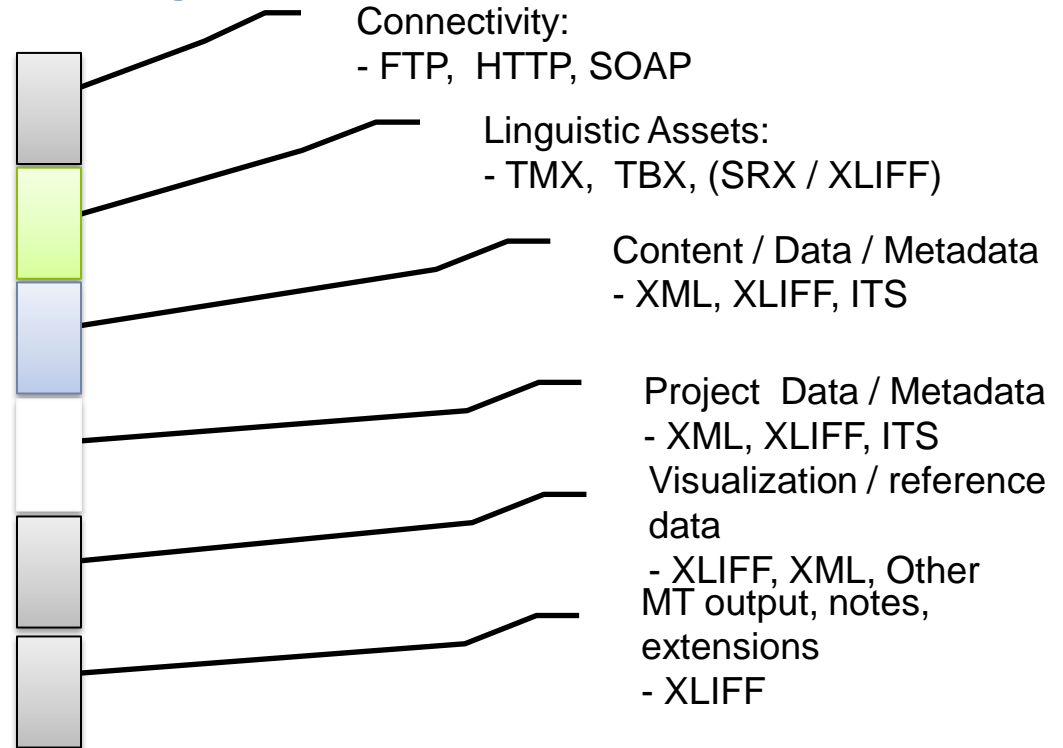 Connectivity:
- FTP, HTTP, SOAP
Linguistic Assets:
- TMX, TBX, (SRX / XLIFF)
Content / Data / Metadata
- XML, XLIFF, ITS
Project Data / Metadata
- XML, XLIFF, ITS
Visualization / reference
data
- XLIFF, XML, Other
MT output, notes,
extensions
- XLIFF